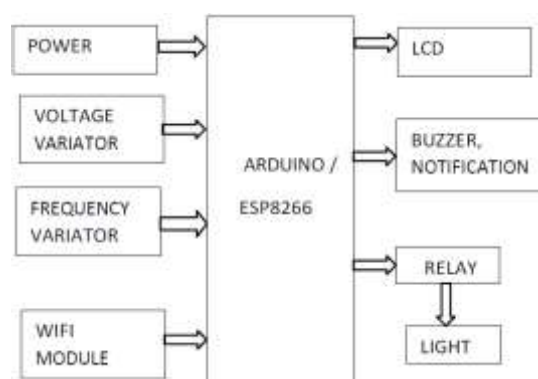 POWER
VOLTAGE
VARIATOR
FREQUENCY
VARIATOR
WIFI
MODULE
ARDUINO /
ESP8266
LCD
BUZZER,
NOTIFICATION
RELAY
LIGHT